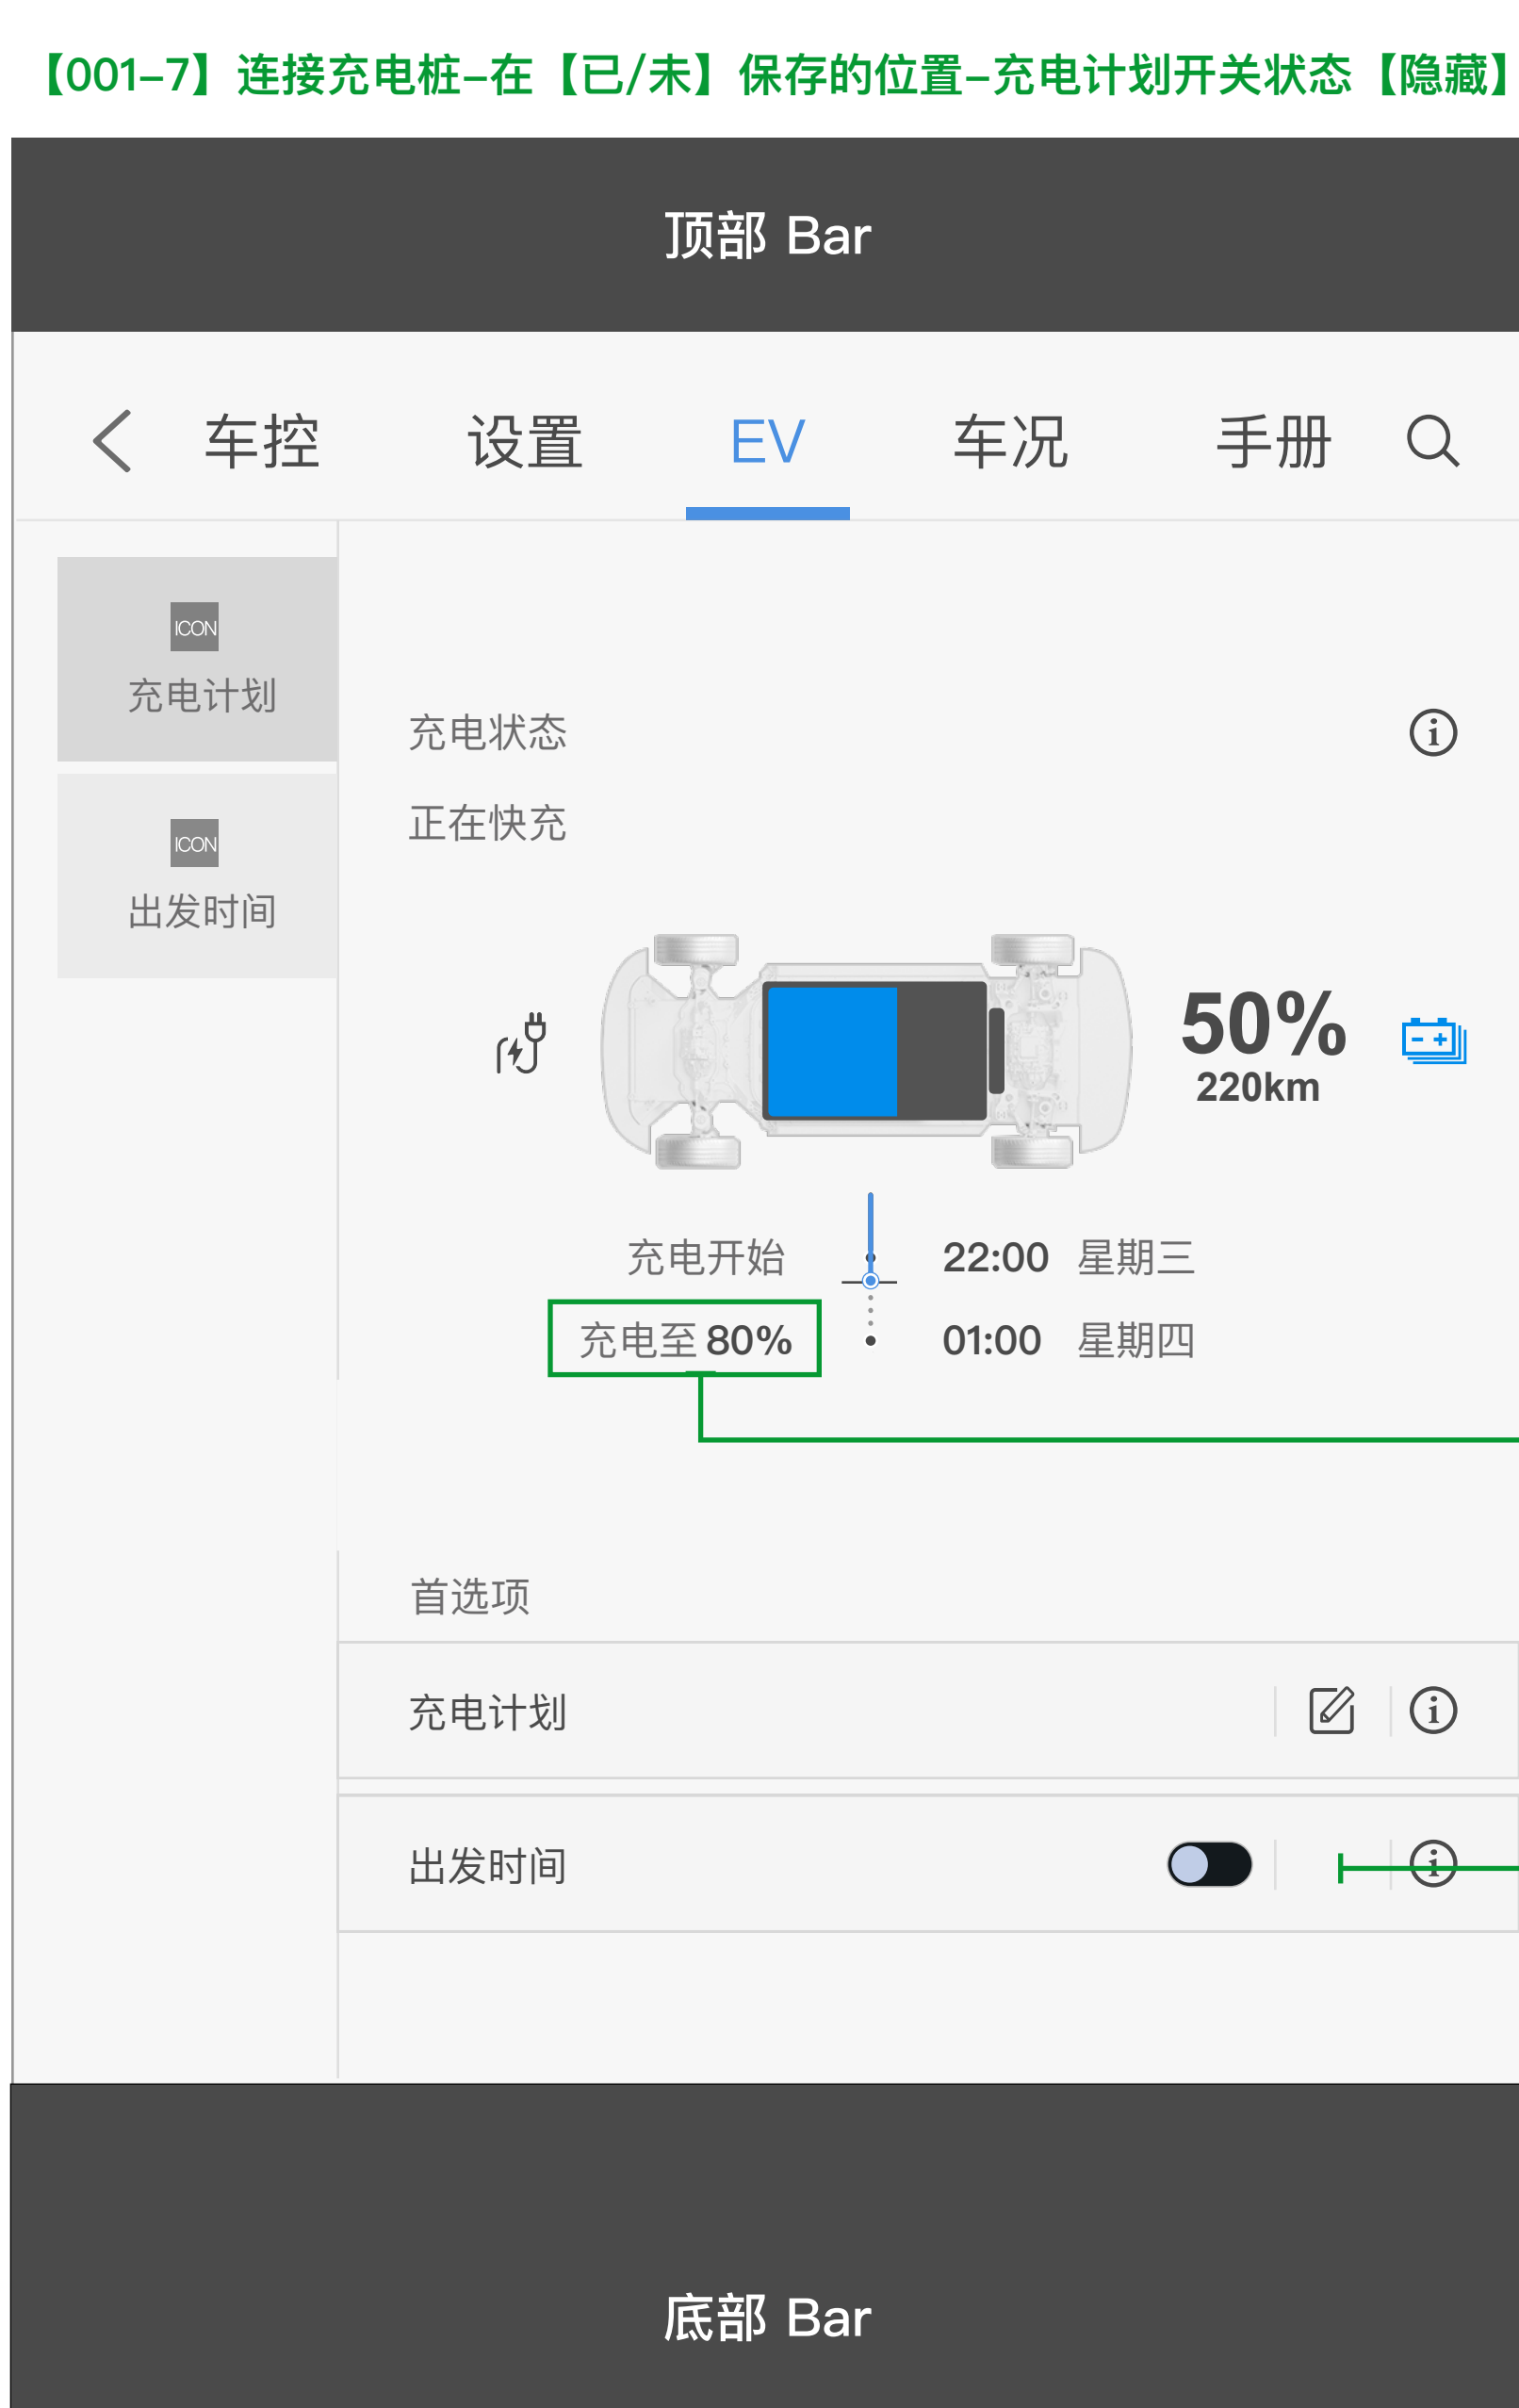 【001-7】连接充电桩-在【已/未】保存的位置-充电计划开关状态【隐藏】
顶部 Bar
车控 设置 EV 车况 手册
ICON
充电计划
ICON
出发时间
充电状态
正在快充
50%
220km
充电开始 22:00 星期三
充电至 80% 01:00 星期四
首选项
充电计划
出发时间
底部 Bar